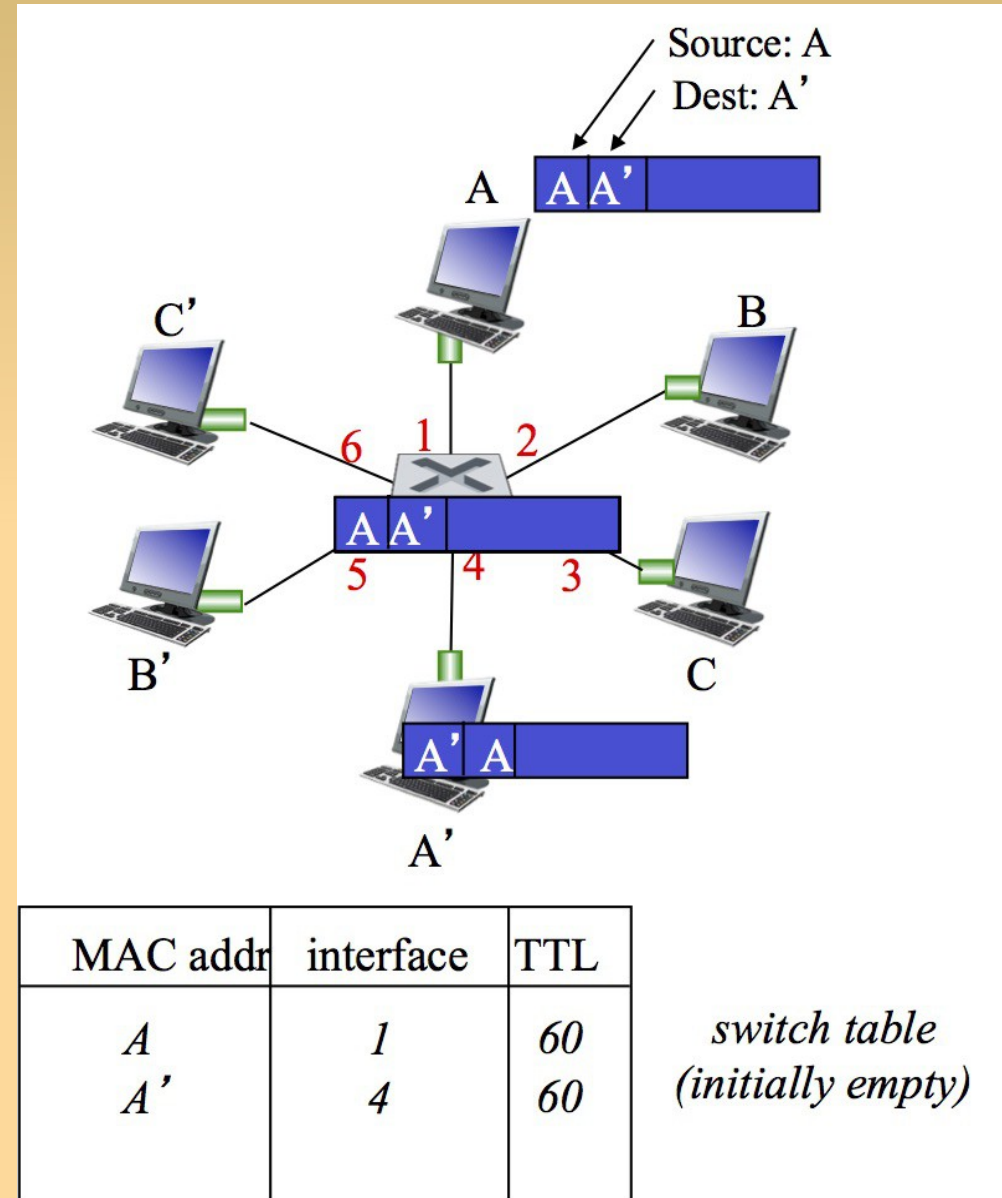 Source: A
Dest: A’
A A A’
C’ B
6 1 2
A A’
5 4 3
B’ C
A’ A
A’
MAC addr interface TTL
A 1 60
A’ 4 60
switch table
(initially empty)